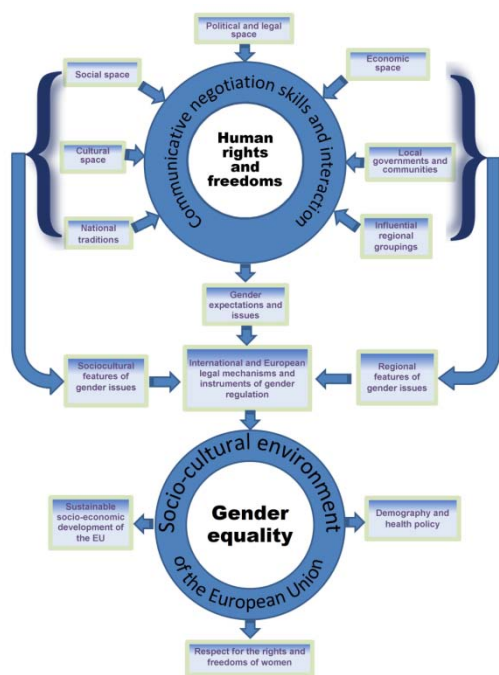 Political and legal
space
Social space
Economic
space
Communicative negotiation skills and interaction
Human
rights
and
freedoms
Cultural
space
Local
governments and
communities
National
traditions
Influential
regional
groupings
Gender
expectations and
issues
Sociocultural
features of
gender issues
International and European
legal mechanisms and
instruments of gender
regulation
Regional
features of
gender issues
Socio-cultural environment
of the European Union
Gender
equality
Sustainable
socio-economic
development of
the EU
Demography and
health policy
Respect for the rights and
freedoms of women